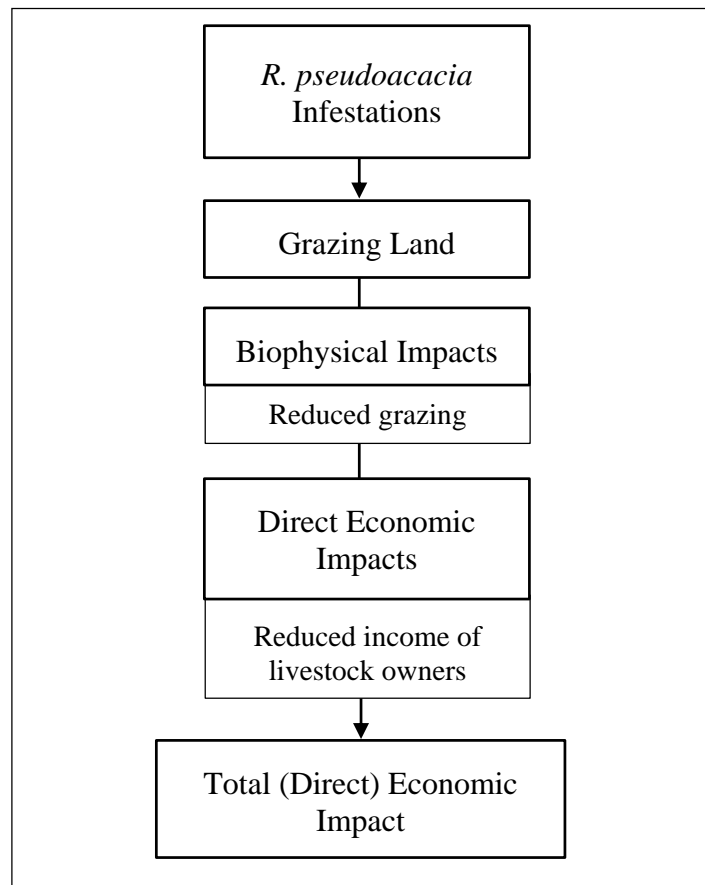 R. pseudoacacia
Infestations
Grazing Land
Biophysical Impacts
Reduced grazing
Direct Economic
Impacts
Reduced income of
livestock owners
Total (Direct) Economic
Impact